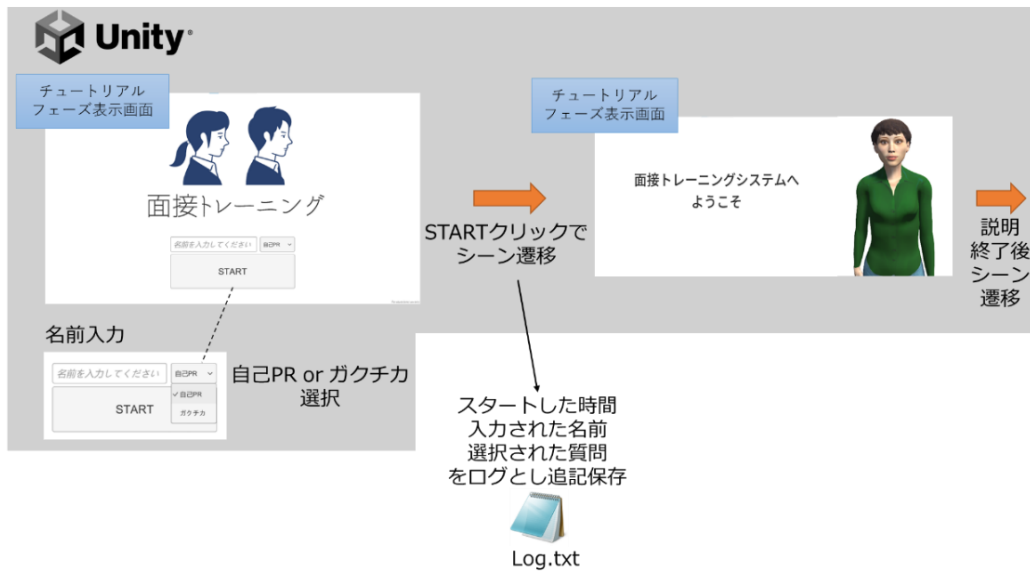 Unity
チュートリアル
フェーズ表示画面
面接トレーニング
名前を入力してください
自己PR
START
STARTクリックで
シーン遷移
チュートリアル
フェーズ表示画面
面接トレーニングシステムへ
ようこそ
説明
終了後
シーン
遷移
名前入力
名前を入力してください
自己PR
START
✓自己PR
ガクチカ
自己PR or ガクチカ
選択
スタートした時間
入力された名前
選択された質問
をログとし追記保存
Log.txt